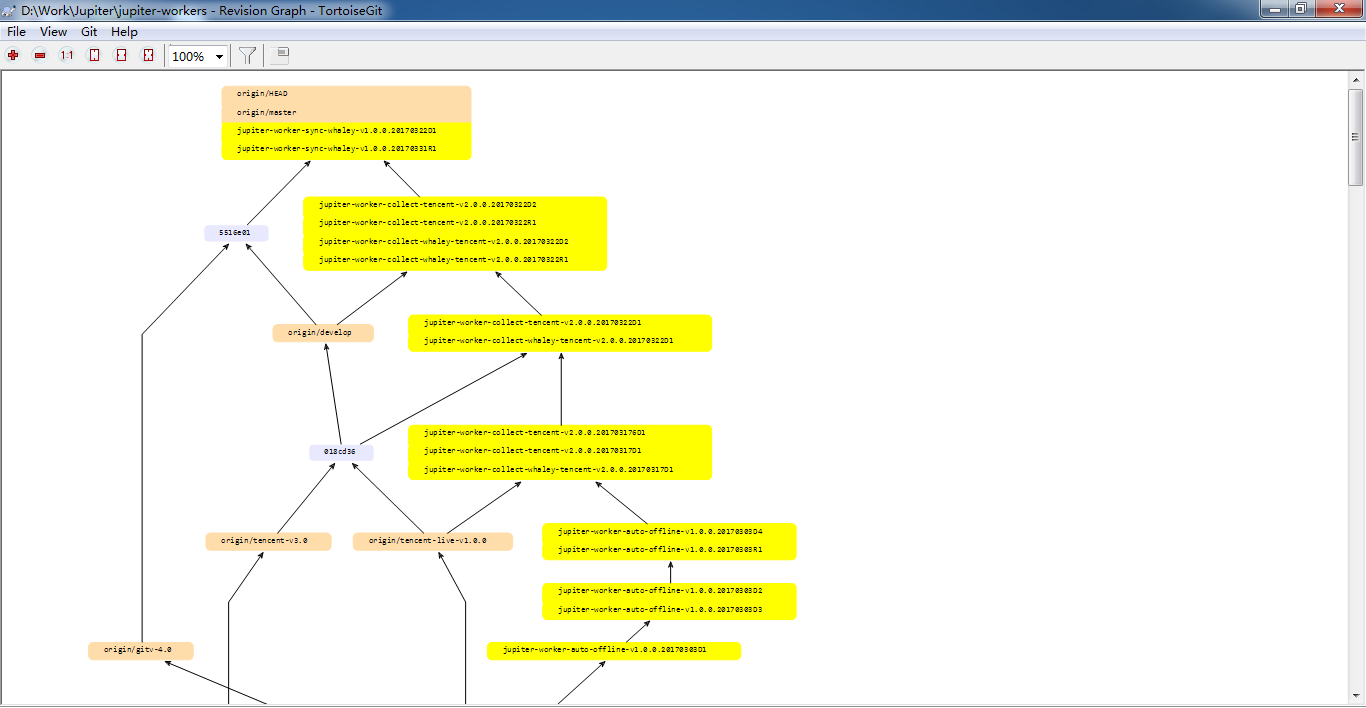 D:\Work\Jupiter\jupiter-workers - Revision Graph - TortoiseGit
File View Git Help
1:1 100%
origin/HEAD
origin/master
jupiter-worker-sync-whaley-v1.0.0.20170322D1
jupiter-worker-sync-whaley-v1.0.0.20170331R1
jupiter-worker-collect-tencent-v2.0.0.20170322D2
jupiter-worker-collect-tencent-v2.0.0.20170322R1
5516e01
jupiter-worker-collect-whaley-tencent-v2.0.0.20170322D2
jupiter-worker-collect-whaley-tencent-v2.0.0.20170322R1
origin/develop
jupiter-worker-collect-tencent-v2.0.0.20170322D1
jupiter-worker-collect-whaley-tencent-v2.0.0.20170322D1
jupiter-worker-collect-tencent-v2.0.0.201703176D1
018cd36
jupiter-worker-collect-tencent-v2.0.0.20170317D1
jupiter-worker-collect-whaley-tencent-v2.0.0.20170317D1
origin/tencent-v3.0
origin/tencent-live-v1.0.0
jupiter-worker-auto-offline-v1.0.0.20170303D4
jupiter-worker-auto-offline-v1.0.0.20170303R1
jupiter-worker-auto-offline-v1.0.0.20170303D2
jupiter-worker-auto-offline-v1.0.0.20170303D3
origin/gitv-4.0
jupiter-worker-auto-offline-v1.0.0.20170303D1